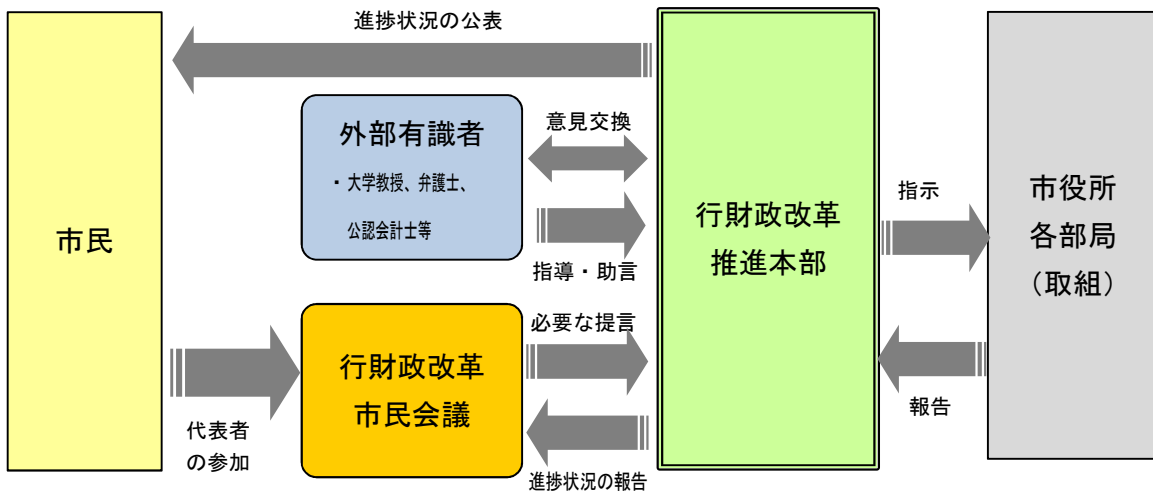 進捗状況の公表
市民
外部有識者
・大学教授、弁護士、
公認会計士等
意見交換
指導・助言
行財政改革
推進本部
指示
市役所
各部局
（取組）
代表者
の参加
行財政改革
市民会議
必要な提言
進捗状況の報告
報告